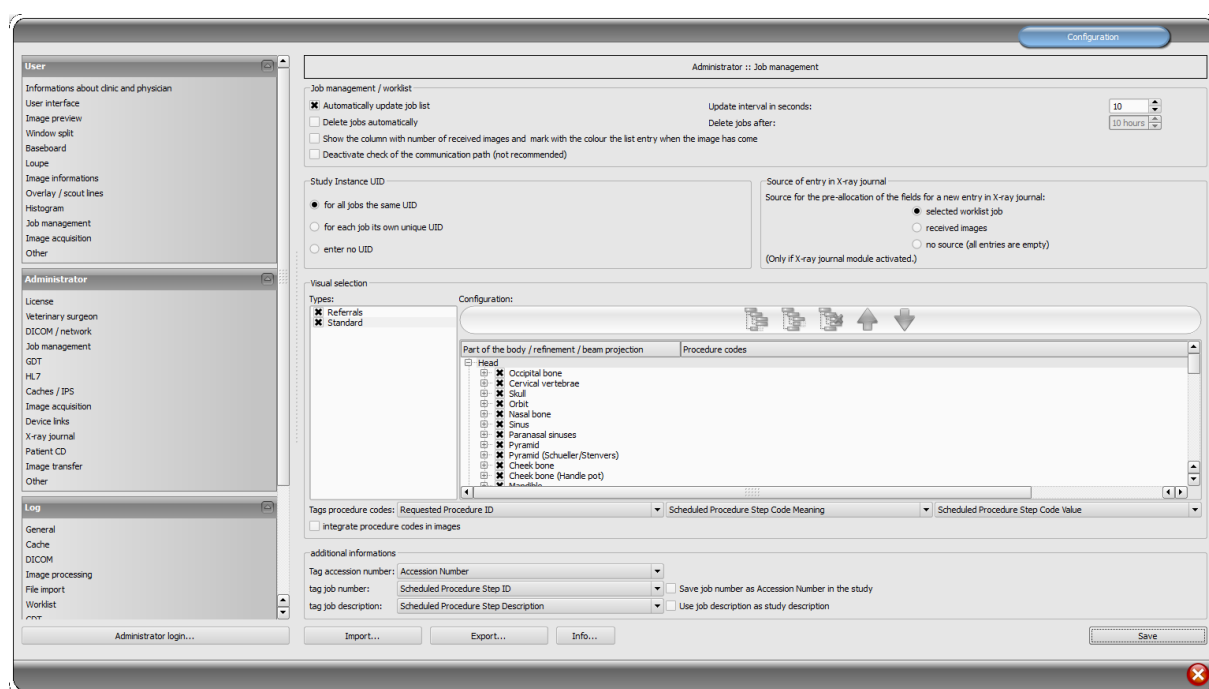 Configuration
User
Informations about clinic and physician
User interface
Image preview
Window split
Baseboard
Loupe
Image informations
Overlay / scout lines
Histogram
Job management
Image acquisition
Other
Administrator
License
Veterinary surgeon
DICOM / network
Job management
GDT
HL7
Caches / IPS
Image acquisition
Device links
X-ray journal
Patient CD
Image transfer
Other
Log
General
Cache
DICOM
Image processing
File import
Worklist
GDT
Administrator login...
Administrator :: Job management
Job management / worklist
Automatically update job list Update interval in seconds: 10
Delete jobs automatically Delete jobs after: 10 hours
Show the column with number of received images and mark with the colour the list entry when the image has come
Deactivate check of the communication path (not recommended)
Study Instance UID
for all jobs the same UID
for each job its own unique UID
enter no UID
Source of entry in X-ray journal
Source for the pre-allocation of the fields for a new entry in X-ray journal:
selected worklist job
received images
no source (all entries are empty)
(Only if X-ray journal module activated.)
Visual selection
Types: Configuration:
Referrals
Standard
Part of the body / refinement / beam projection Procedure codes
Head
Occipital bone
Cervical vertebrae
Skull
Orbit
Nasal bone
Sinus
Paranasal sinuses
Pyramid
Pyramid (Schueller/Stenvers)
Cheek bone
Cheek bone (Handle pot)
Mandible
Tags procedure codes: Requested Procedure ID Scheduled Procedure Step Code Meaning Scheduled Procedure Step Code Value
integrate procedure codes in images
additional informations
Tag accession number: Accession Number
tag job number: Scheduled Procedure Step ID Save job number as Accession Number in the study
tag job description: Scheduled Procedure Step Description Use job description as study description
Import... Export... Info... Save